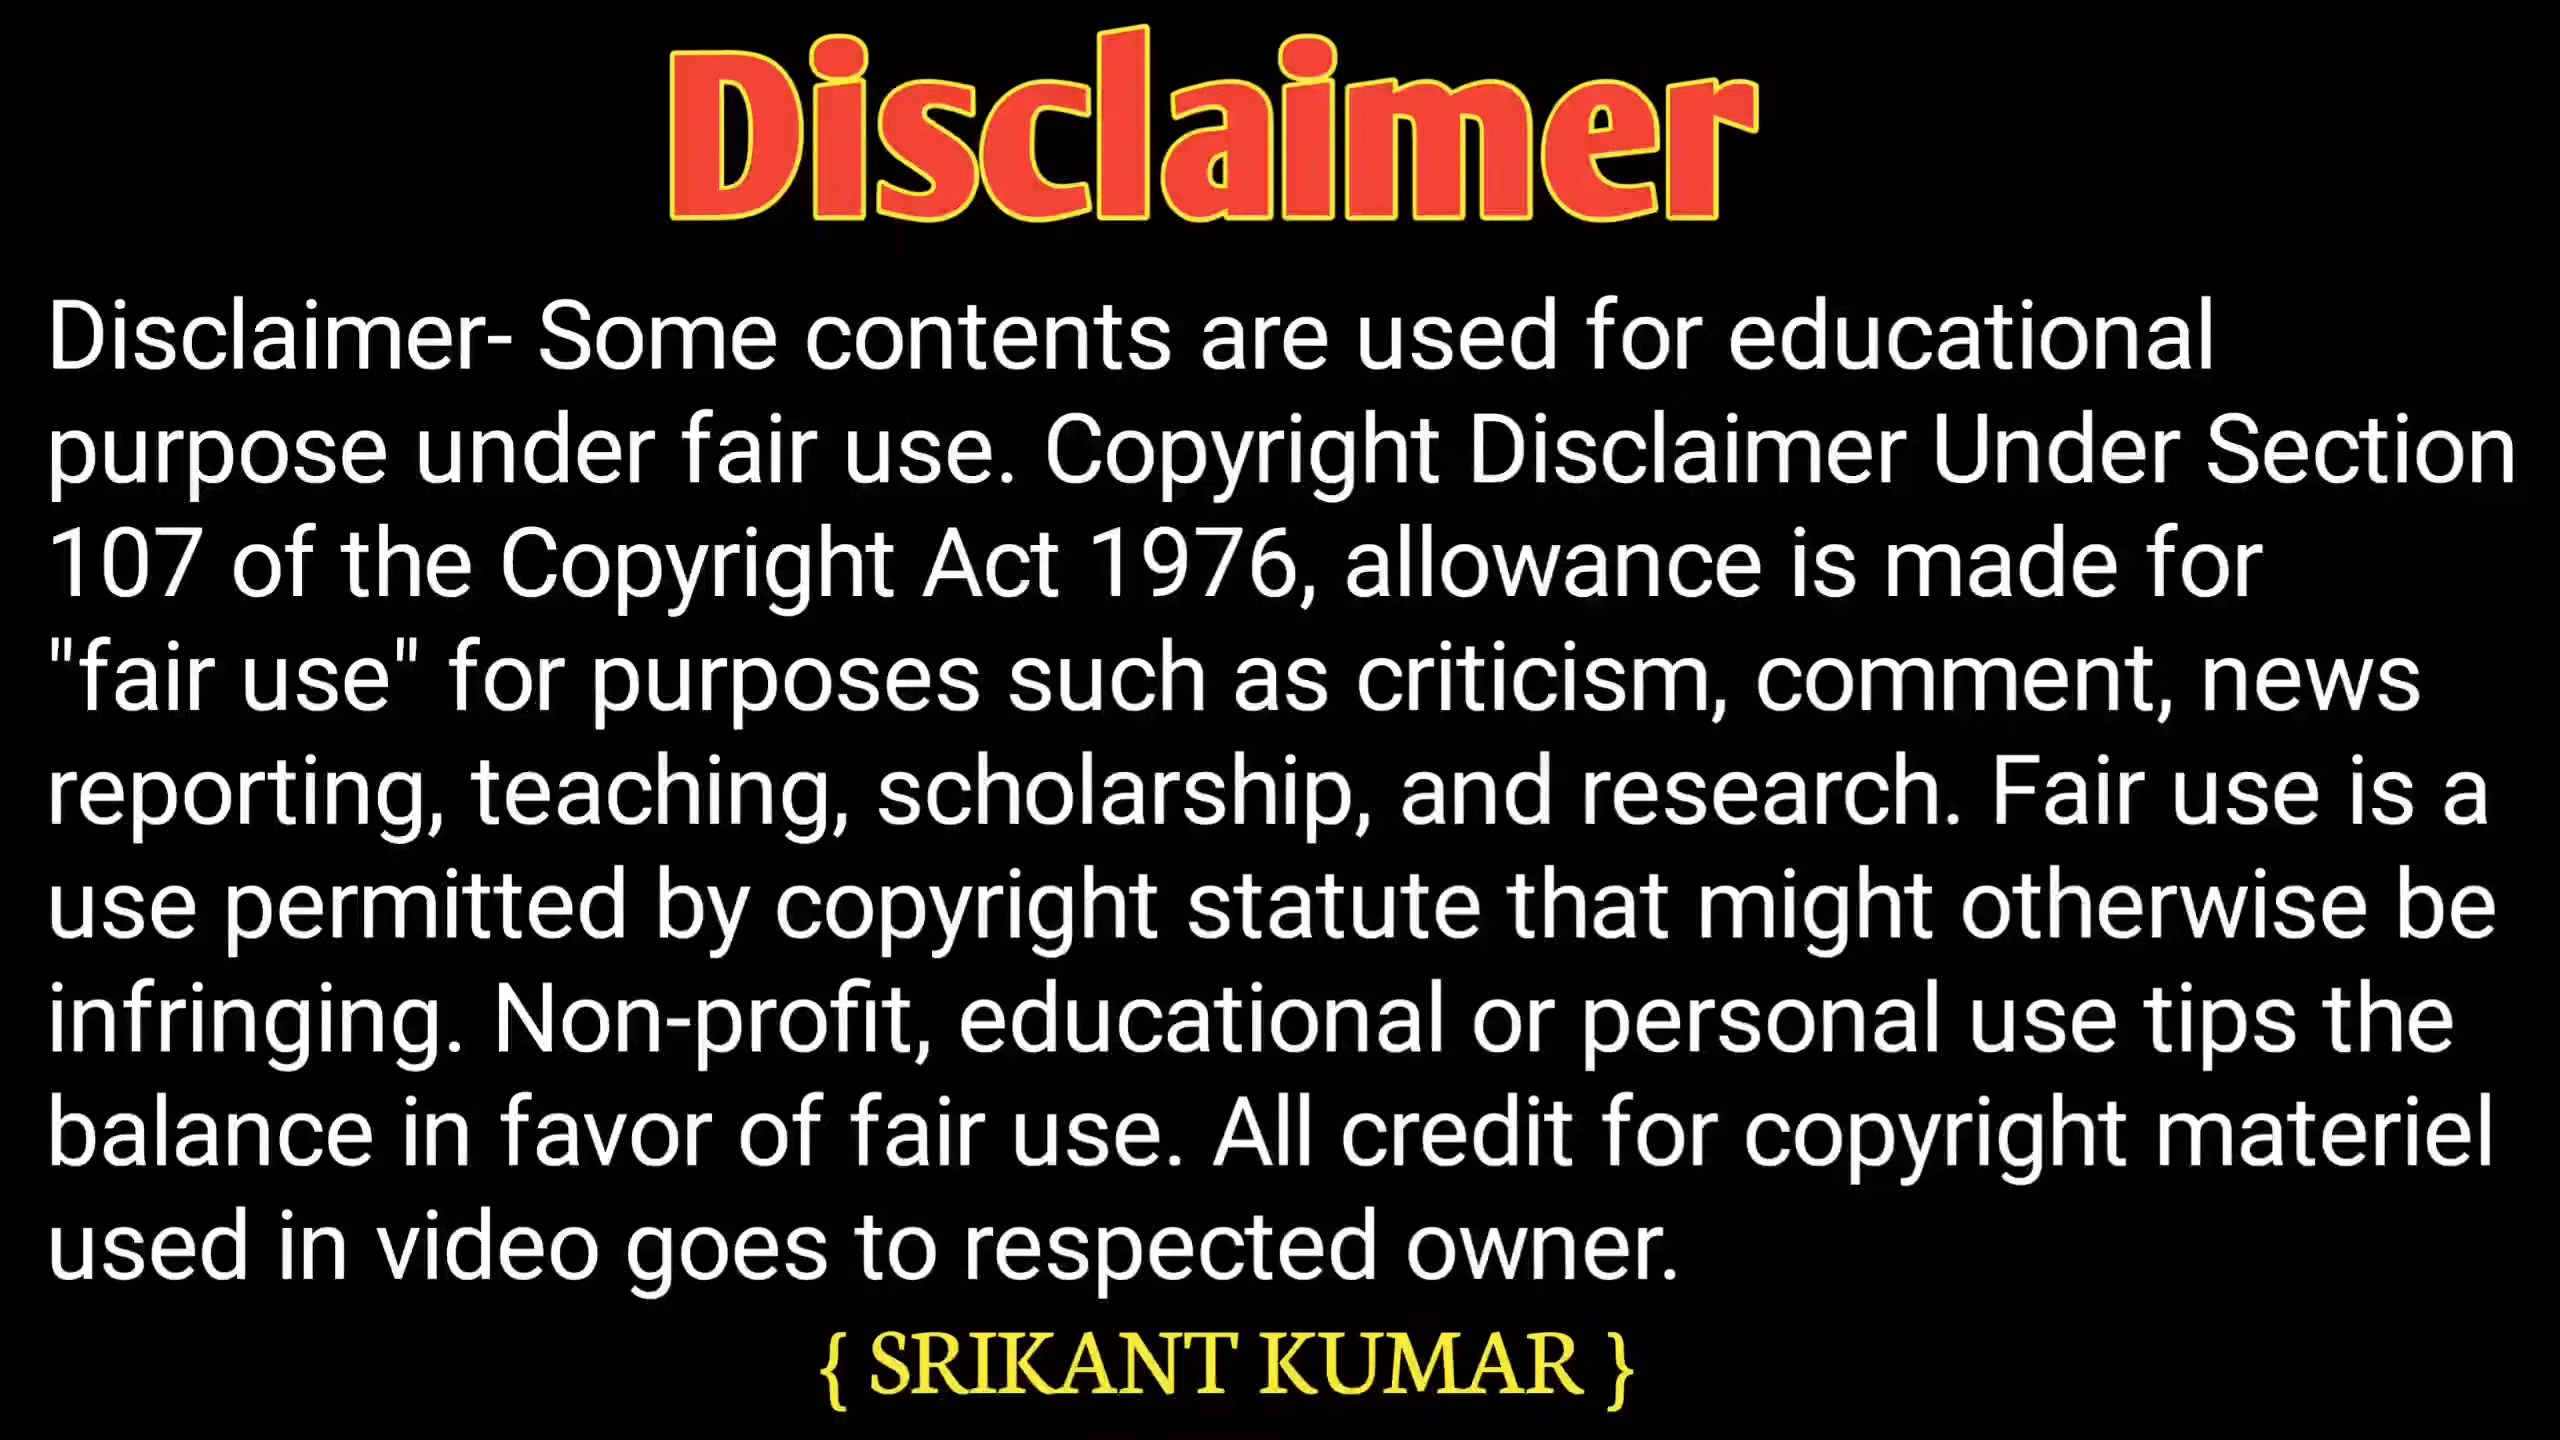 Disclaimer
Disclaimer- Some contents are used for educational
purpose under fair use. Copyright Disclaimer Under Section
107 of the Copyright Act 1976, allowance is made for
"fair use" for purposes such as criticism, comment, news
reporting, teaching, scholarship, and research. Fair use is a
use permitted by copyright statute that might otherwise be
infringing. Non-profit, educational or personal use tips the
balance in favor of fair use. All credit for copyright materiel
used in video goes to respected owner.
{ SRIKANT KUMAR }